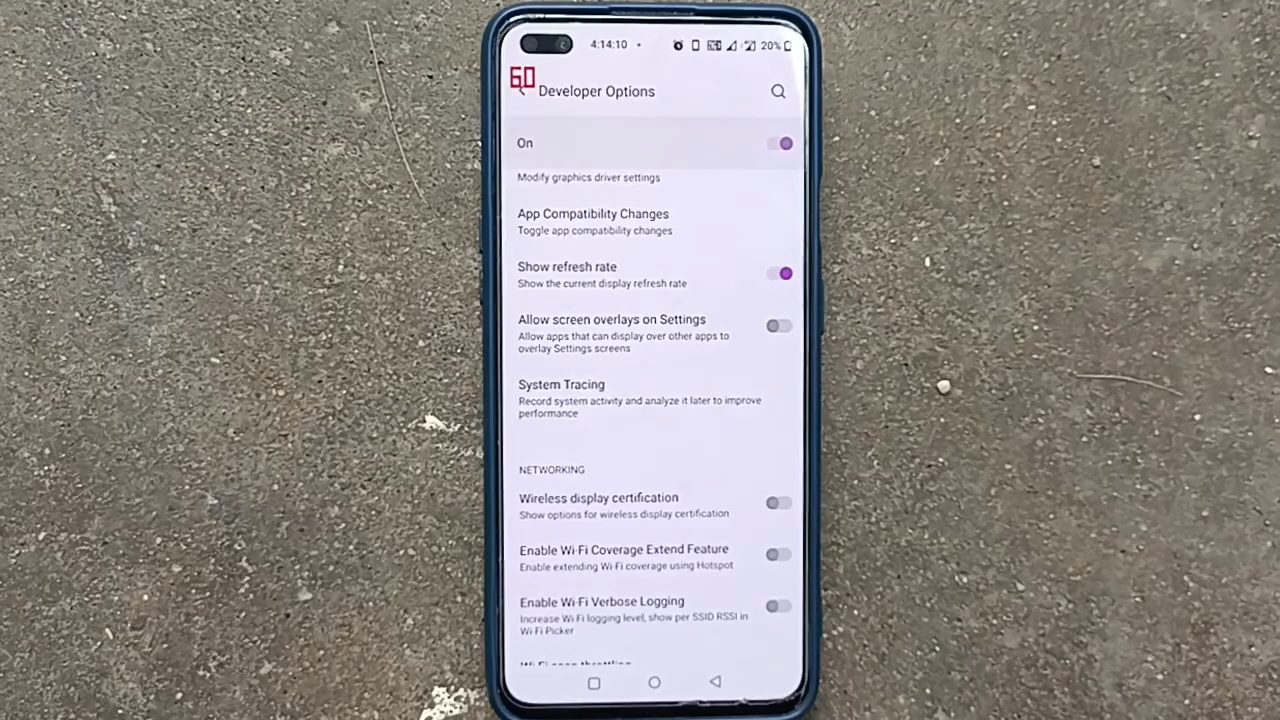 4:14:10
20%
60
Developer Options
On
Modify graphics driver settings
App Compatibility Changes
Toggle app compatibility changes
Show refresh rate
Show the current display refresh rate
Allow screen overlays on Settings
Allow apps that can display over other apps to
overlay Settings screens
System Tracing
Record system activity and analyze it later to improve
performance
NETWORKING
Wireless display certification
Show options for wireless display certification
Enable Wi-Fi Coverage Extend Feature
Enable extending Wi-Fi coverage using Hotspot
Enable Wi-Fi Verbose Logging
Increase Wi-Fi logging level, show per SSID RSSI in
Wi-Fi Picker